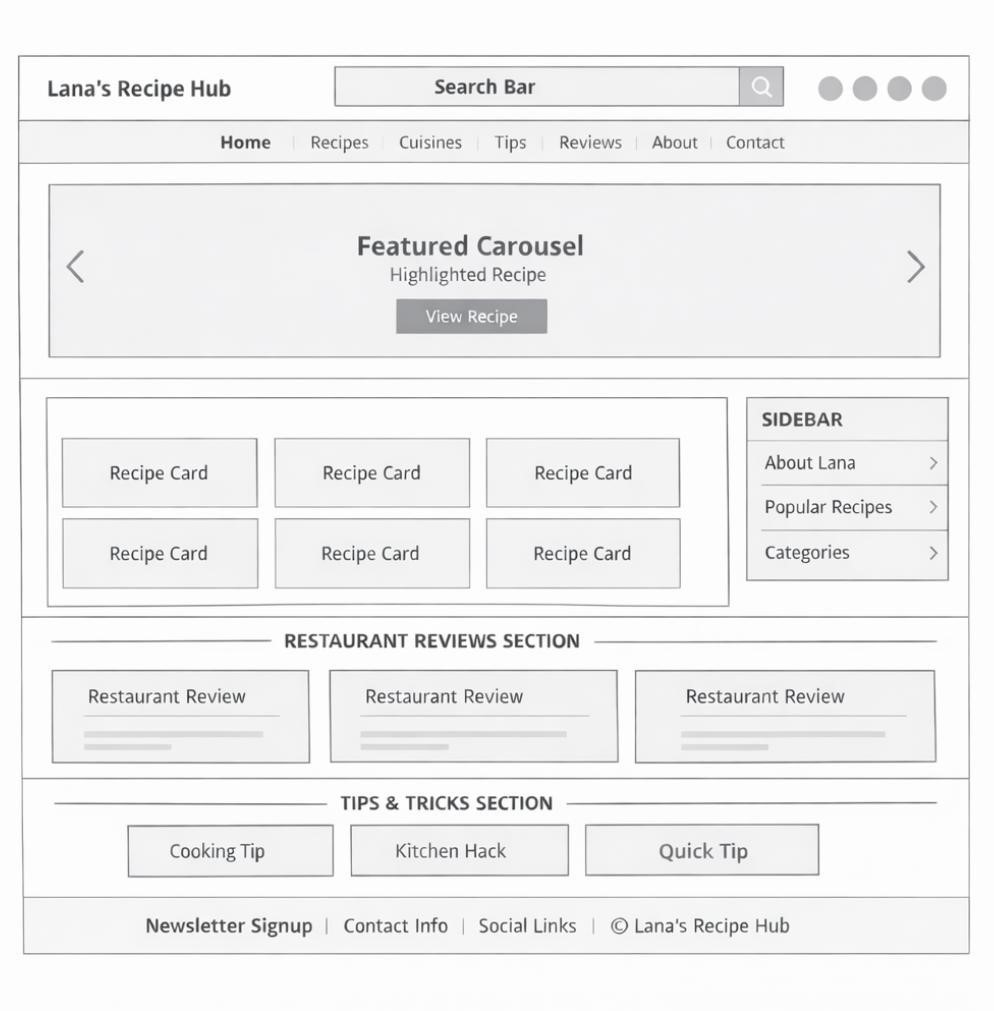 Lana's Recipe Hub
Search Bar
Home | Recipes | Cuisines | Tips | Reviews | About | Contact
Featured Carousel
Highlighted Recipe
View Recipe
Recipe Card Recipe Card Recipe Card
Recipe Card Recipe Card Recipe Card
SIDEBAR
About Lana
Popular Recipes
Categories
RESTAURANT REVIEWS SECTION
Restaurant Review Restaurant Review Restaurant Review
TIPS & TRICKS SECTION
Cooking Tip Kitchen Hack Quick Tip
Newsletter Signup | Contact Info | Social Links | © Lana's Recipe Hub